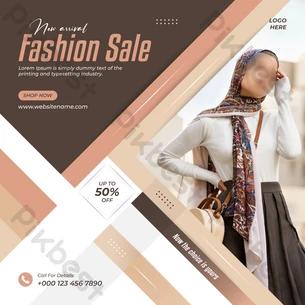 New arrival
Fashion Sale
Lorem Ipsum is simply dummy text of the
printing and typesetting industry.
SHOP NOW
www.websitename.com
LOGO
HERE
UP TO
50%
OFF
Now the choice is yours
Call For Details:
+000 123 456 7890
pikbest